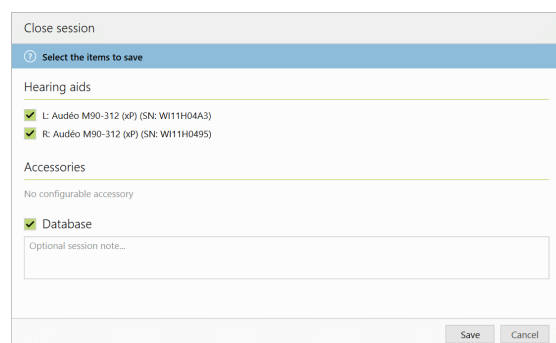 Close session
? Select the items to save
Hearing aids
L: Audéo M90-312 (xP) (SN: WI11H04A3)
R: Audéo M90-312 (xP) (SN: WI11H0495)
Accessories
No configurable accessory
Database
Optional session note...
Save Cancel